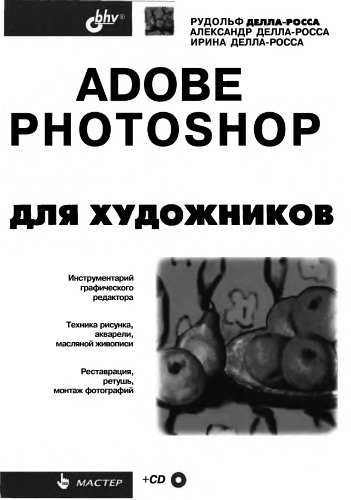 bhv®
РУДОЛЬФ ДЕЛЛА-РОССА
АЛЕКСАНДР ДЕЛЛА-РОССА
ИРИНА ДЕЛЛА-РОССА
ADOBE
PHOTOSHOP
ДЛЯ ХУДОЖНИКОВ
Инструментарий
графического
редактора
Техника рисунка,
акварели,
масляной живописи
Реставрация,
ретушь,
монтаж фотографий
МАСТЕР
+CD